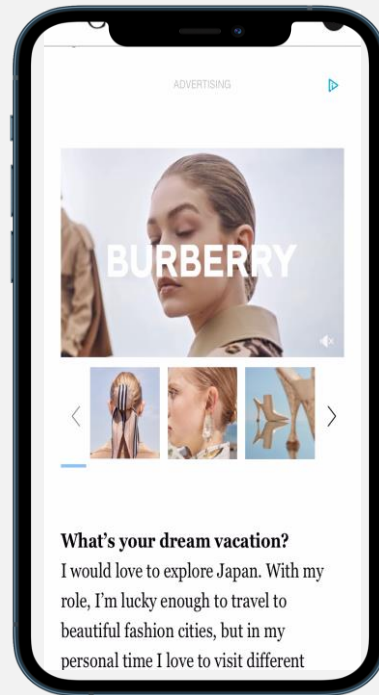 ADVERTISING
BURBERRY
What’s your dream vacation?
I would love to explore Japan. With my
role, I’m lucky enough to travel to
beautiful fashion cities, but in my
personal time I love to visit different